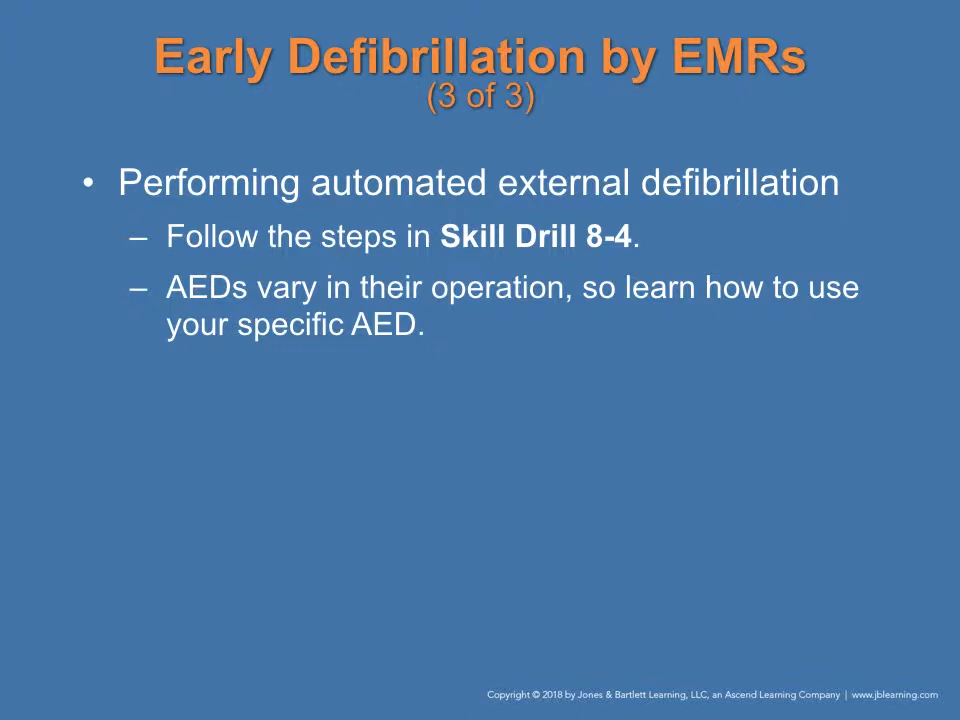 Early Defibrillation by EMRs
(3 of 3)
• Performing automated external defibrillation
– Follow the steps in Skill Drill 8-4.
– AEDs vary in their operation, so learn how to use
your specific AED.
Copyright © 2018 by Jones & Bartlett Learning, LLC, an Ascend Learning Company | www.jblearning.com